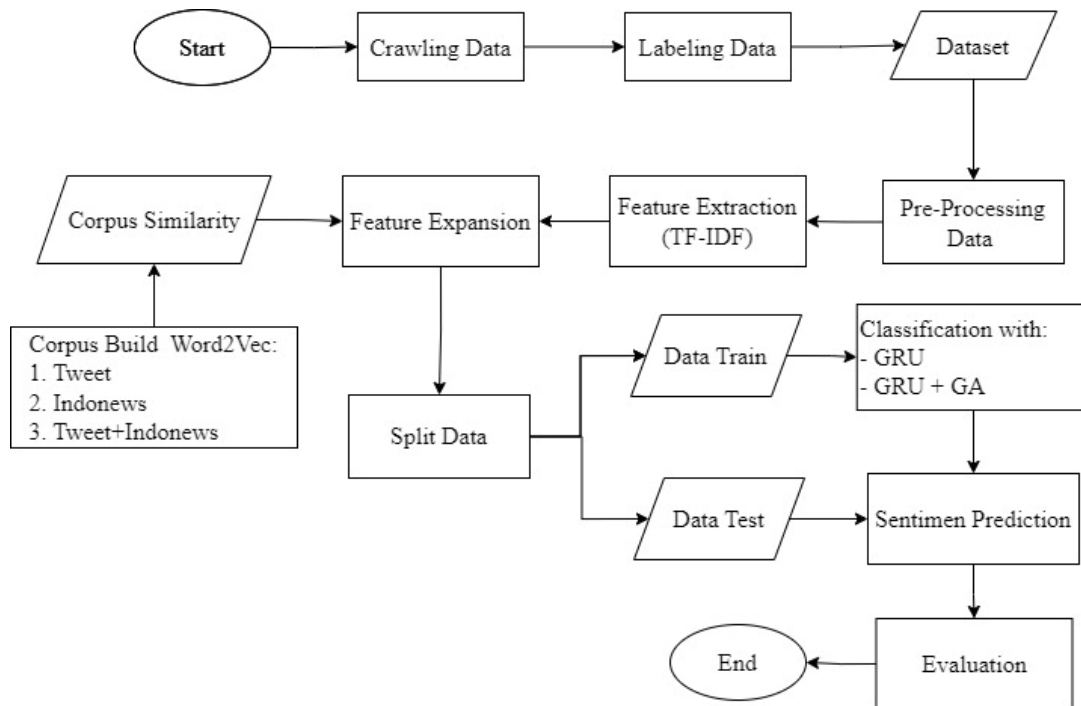 Start
Crawling Data
Labeling Data
Dataset
Corpus Similarity
Feature Expansion
Feature Extraction
(TF-IDF)
Pre-Processing
Data
Corpus Build Word2Vec:
1. Tweet
2. Indonews
3. Tweet+Indonews
Split Data
Data Train
Classification with:
- GRU
- GRU + GA
Data Test
Sentimen Prediction
End
Evaluation